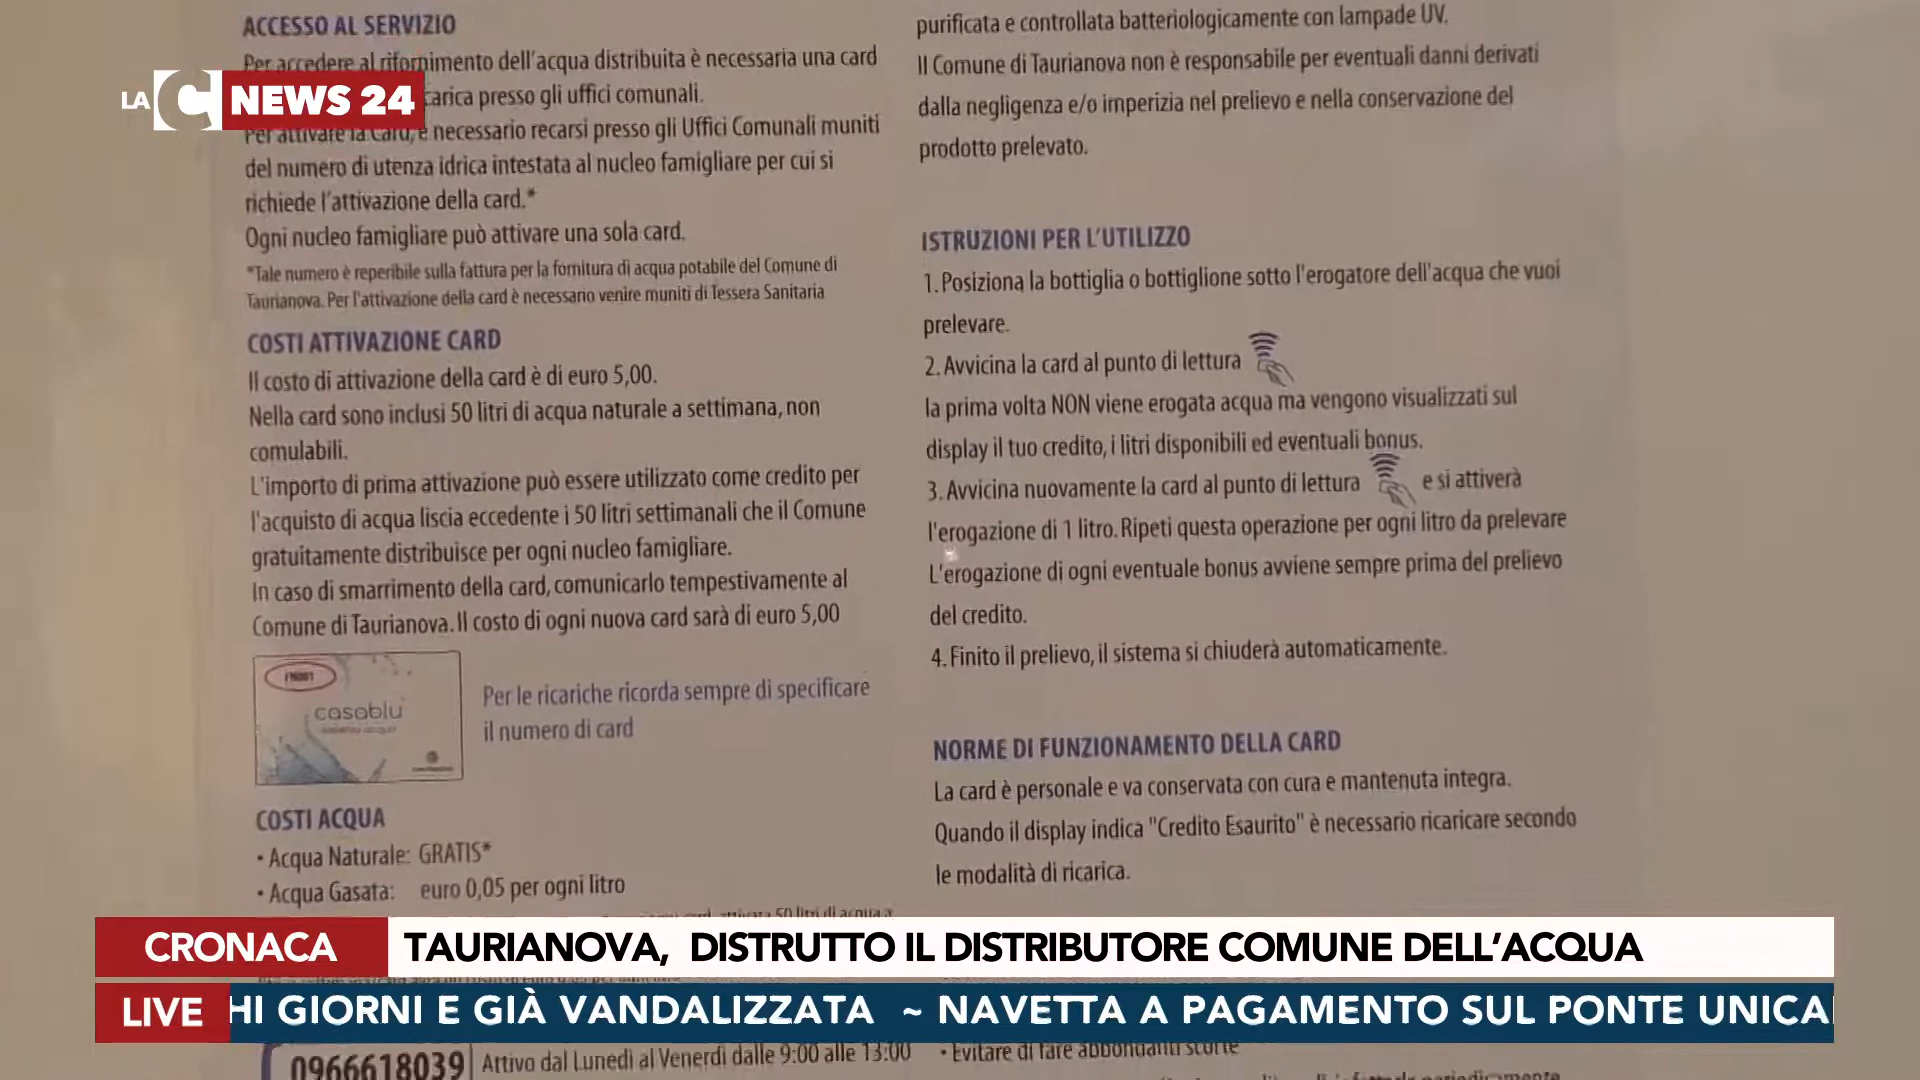 ACCESSO AL SERVIZIO
Per accedere al rifornimento dell'acqua distribuita è necessaria una card
carica presso gli uffici comunali.
Per attivare la card, è necessario recarsi presso gli Uffici Comunali muniti
del numero di utenza idrica intestata al nucleo famigliare per cui si
richiede l'attivazione della card.*
Ogni nucleo famigliare può attivare una sola card.
*Tale numero è reperibile sulla fattura per la fornitura di acqua potabile del Comune di
Taurianova. Per l'attivazione della card è necessario venire muniti di Tessera Sanitaria
COSTI ATTIVAZIONE CARD
Il costo di attivazione della card è di euro 5,00.
Nella card sono inclusi 50 litri di acqua naturale a settimana, non
comulabili.
L'importo di prima attivazione può essere utilizzato come credito per
l'acquisto di acqua liscia eccedente i 50 litri settimanali che il Comune
gratuitamente distribuisce per ogni nucleo famigliare.
In caso di smarrimento della card, comunicarlo tempestivamente al
Comune di Taurianova. Il costo di ogni nuova card sarà di euro 5,00
casablu
Per le ricariche ricorda sempre di specificare
il numero di card
COSTI ACQUA
• Acqua Naturale: GRATIS*
• Acqua Gasata: euro 0,05 per ogni litro
50 litri di acqua a
0966618039
Attivo dal Lunedì al Venerdì dalle 9:00 alle 13:00
purificata e controllata batteriologicamente con lampade UV.
Il Comune di Taurianova non è responsabile per eventuali danni derivati
dalla negligenza e/o imperizia nel prelievo e nella conservazione del
prodotto prelevato.
ISTRUZIONI PER L'UTILIZZO
1. Posiziona la bottiglia o bottiglione sotto l'erogatore dell'acqua che vuoi
prelevare.
2. Avvicina la card al punto di lettura
la prima volta NON viene erogata acqua ma vengono visualizzati sul
display il tuo credito, i litri disponibili ed eventuali bonus.
3. Avvicina nuovamente la card al punto di lettura e si attiverà
l'erogazione di 1 litro. Ripeti questa operazione per ogni litro da prelevare
L'erogazione di ogni eventuale bonus avviene sempre prima del prelievo
del credito.
4. Finito il prelievo, il sistema si chiuderà automaticamente.
NORME DI FUNZIONAMENTO DELLA CARD
La card è personale e va conservata con cura e mantenuta integra.
Quando il display indica "Credito Esaurito" è necessario ricaricare secondo
le modalità di ricarica.
• Evitare di fare abbondanti scorte
LA C NEWS 24
CRONACA
TAURIANOVA, DISTRUTTO IL DISTRIBUTORE COMUNE DELL'ACQUA
LIVE
HI GIORNI E GIÀ VANDALIZZATA ~ NAVETTA A PAGAMENTO SUL PONTE UNICA